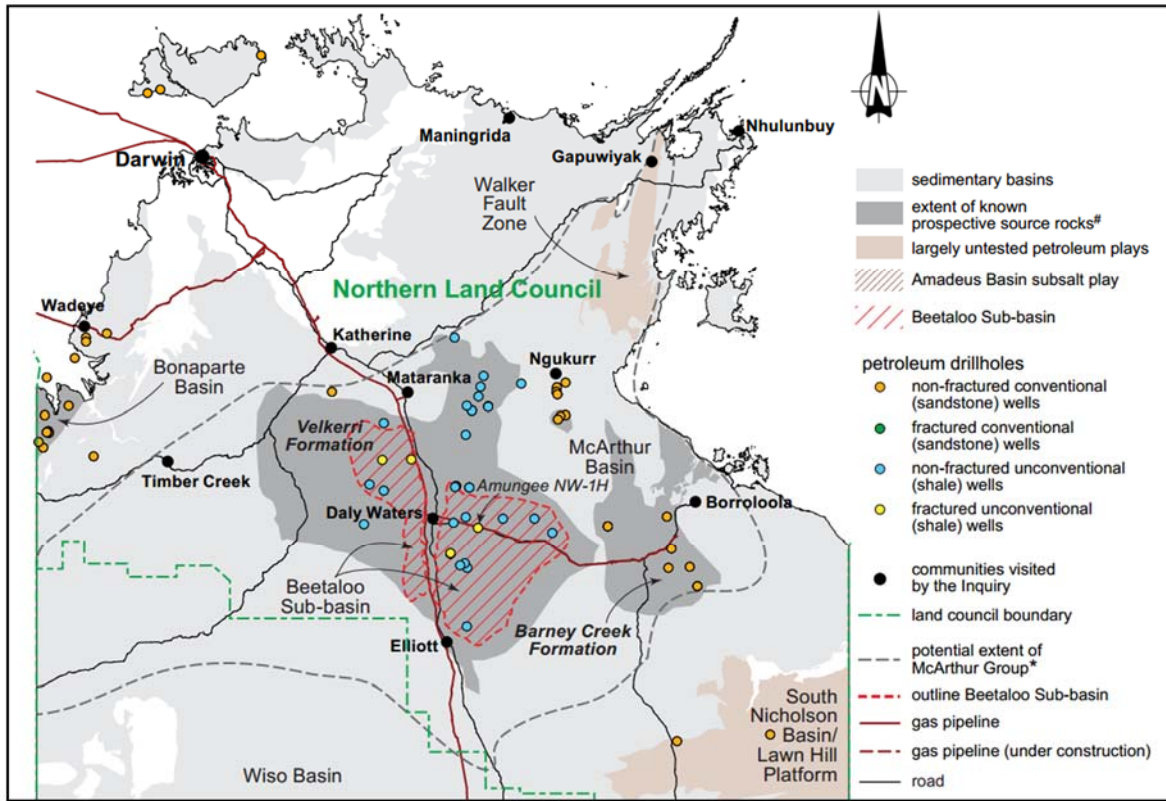 Maningrida
Nhulunbuy
Darwin
Gapuwiyak
Walker
Fault
Zone
Northern Land Council
Wadeye
Katherine
Bonaparte
Basin
Mataranka
Ngukurr
Velkerri
Formation
McArthur
Basin
Timber Creek
Amungee NW-1H
Daly Waters
Borroloola
Beetaloo
Sub-basin
Barney Creek
Formation
Elliott
South
Nicholson
Basin/
Lawn Hill
Platform
Wiso Basin
N
sedimentary basins
extent of known
prospective source rocks#
largely untested petroleum plays
Amadeus Basin subsalt play
Beetaloo Sub-basin
petroleum drillholes
non-fractured conventional
(sandstone) wells
fractured conventional
(sandstone) wells
non-fractured unconventional
(shale) wells
fractured unconventional
(shale) wells
communities visited
by the Inquiry
land council boundary
potential extent of
McArthur Group*
outline Beetaloo Sub-basin
gas pipeline
gas pipeline (under construction)
road